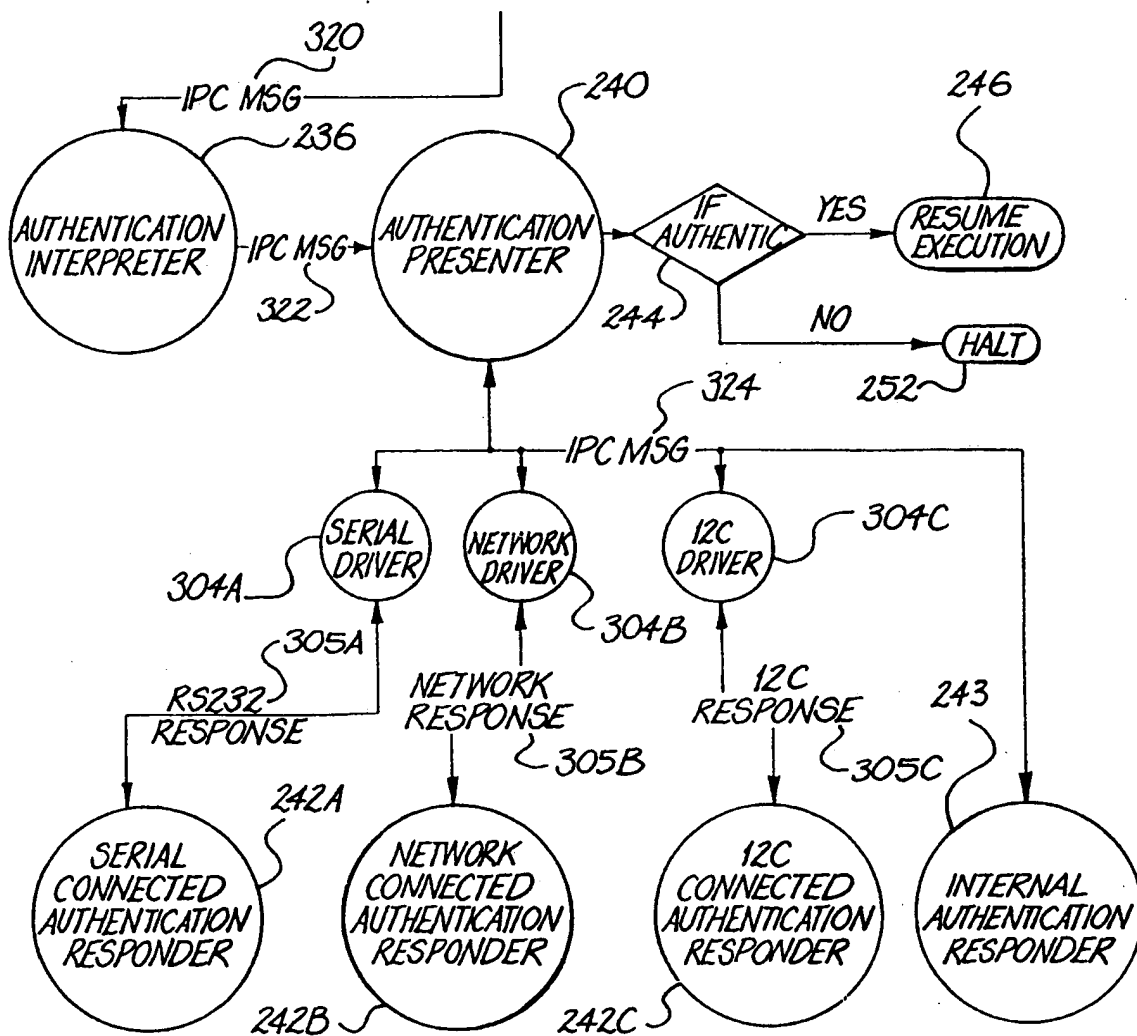 320
IPC MSG
236
240
246
AUTHENTICATION
INTERPRETER
IPC MSG
322
AUTHENTICATION
PRESENTER
IF
AUTHENTIC
244
YES
RESUME
EXECUTION
NO
HALT
252
324
IPC MSG
SERIAL
DRIVER
304A
NETWORK
DRIVER
304B
12C
DRIVER
304C
305A
RS232
RESPONSE
NETWORK
RESPONSE
305B
12C
RESPONSE
305C
243
242A
SERIAL
CONNECTED
AUTHENTICATION
RESPONDER
NETWORK
CONNECTED
AUTHENTICATION
RESPONDER
242B
12C
CONNECTED
AUTHENTICATION
RESPONDER
242C
INTERNAL
AUTHENTICATION
RESPONDER